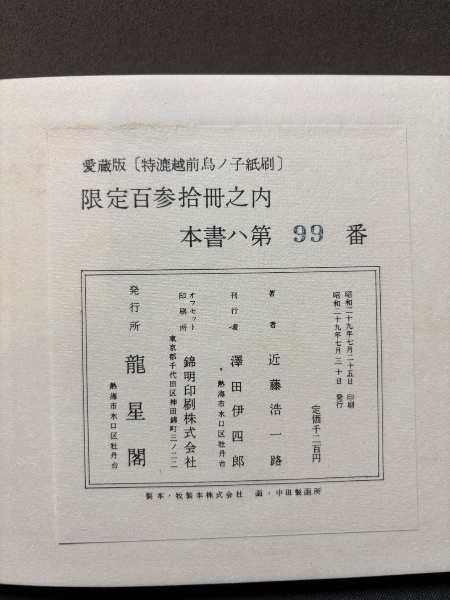 愛蔵版〔特漉越前鳥ノ子紙刷〕
限定百参拾冊之内
本書ハ第 99 番
昭和二十九年七月二十五日 印刷
昭和二十九年七月三十日 発行
定価千二百円
著者 近藤浩一路
刊行者 澤田伊四郎
熱海市水口区牡丹台
オフセット印刷所 錦明印刷株式会社
東京都千代田区神田錦町三ノ二二
発行所 龍星閣
熱海市水口区牡丹台
製本・牧製本株式会社 函・中田製函所